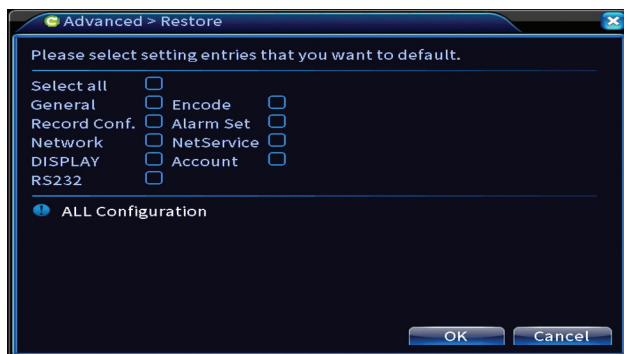 Advanced > Restore
Please select setting entries that you want to default.
Select all
General Encode
Record Conf. Alarm Set
Network NetService
DISPLAY Account
RS232
ALL Configuration
OK Cancel